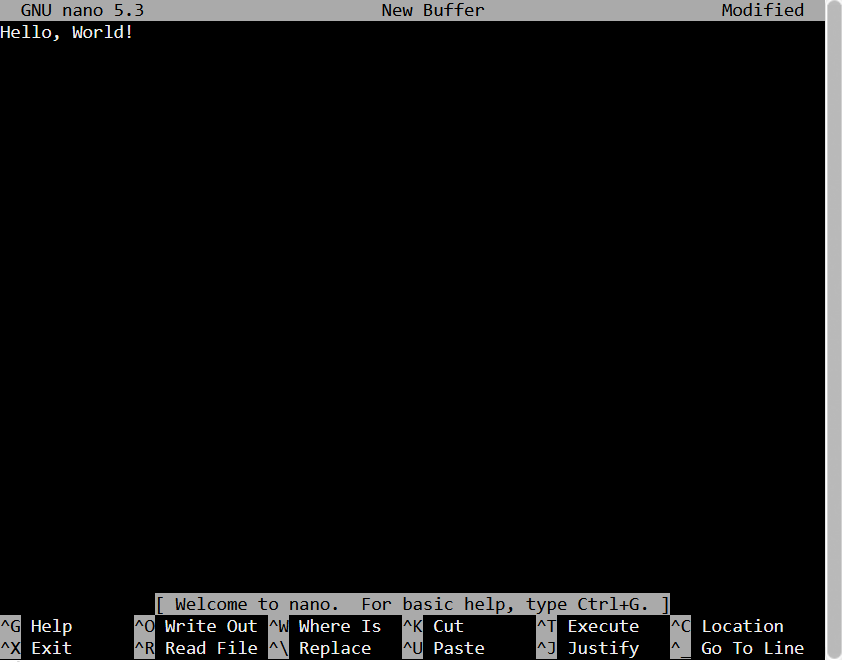 GNU nano 5.3 New Buffer Modified
Hello, World!
[ Welcome to nano.  For basic help, type Ctrl+G. ]
^G Help ^O Write Out ^W Where Is ^K Cut ^T Execute ^C Location
^X Exit ^R Read File ^\ Replace ^U Paste ^J Justify ^_ Go To Line